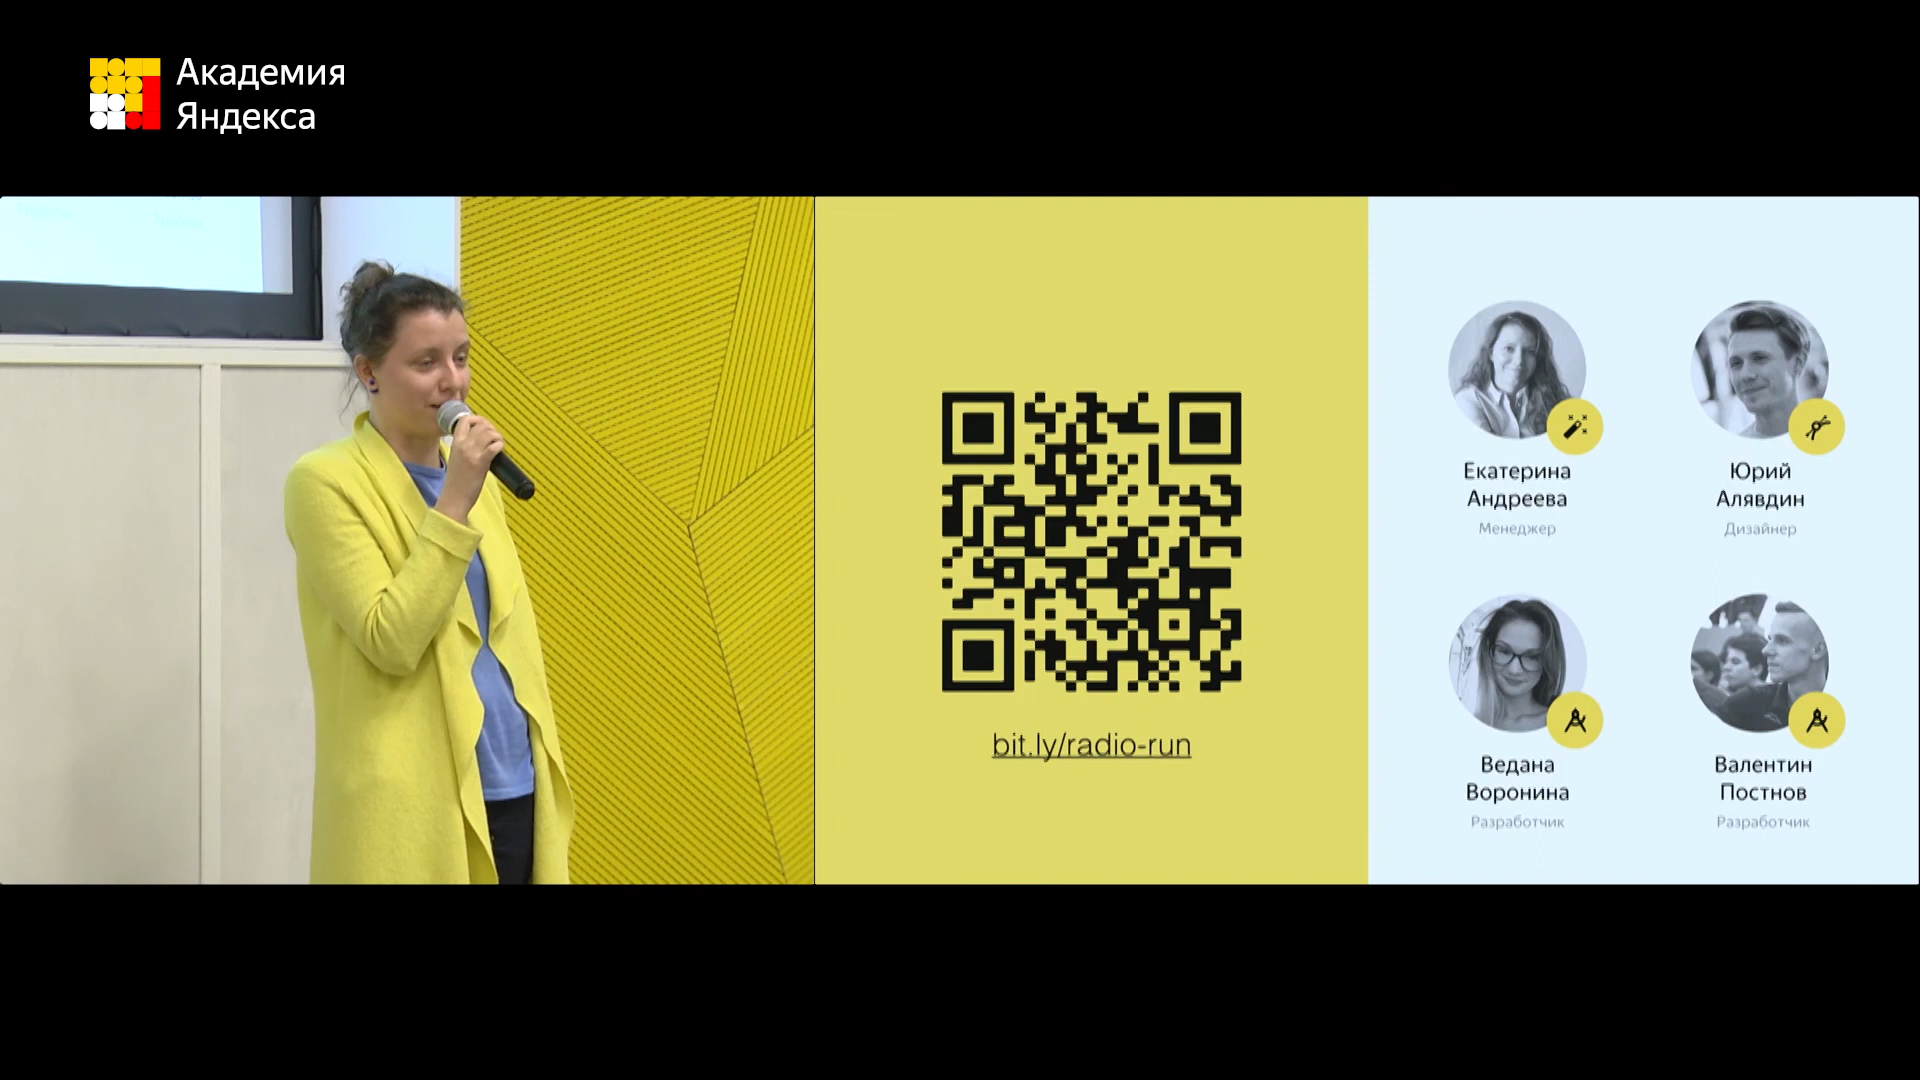 Академия
Яндекса
bit.ly/radio-run
Екатерина
Андреева
Менеджер
Юрий
Алявдин
Дизайнер
Ведана
Воронина
Разработчик
Валентин
Постнов
Разработчик